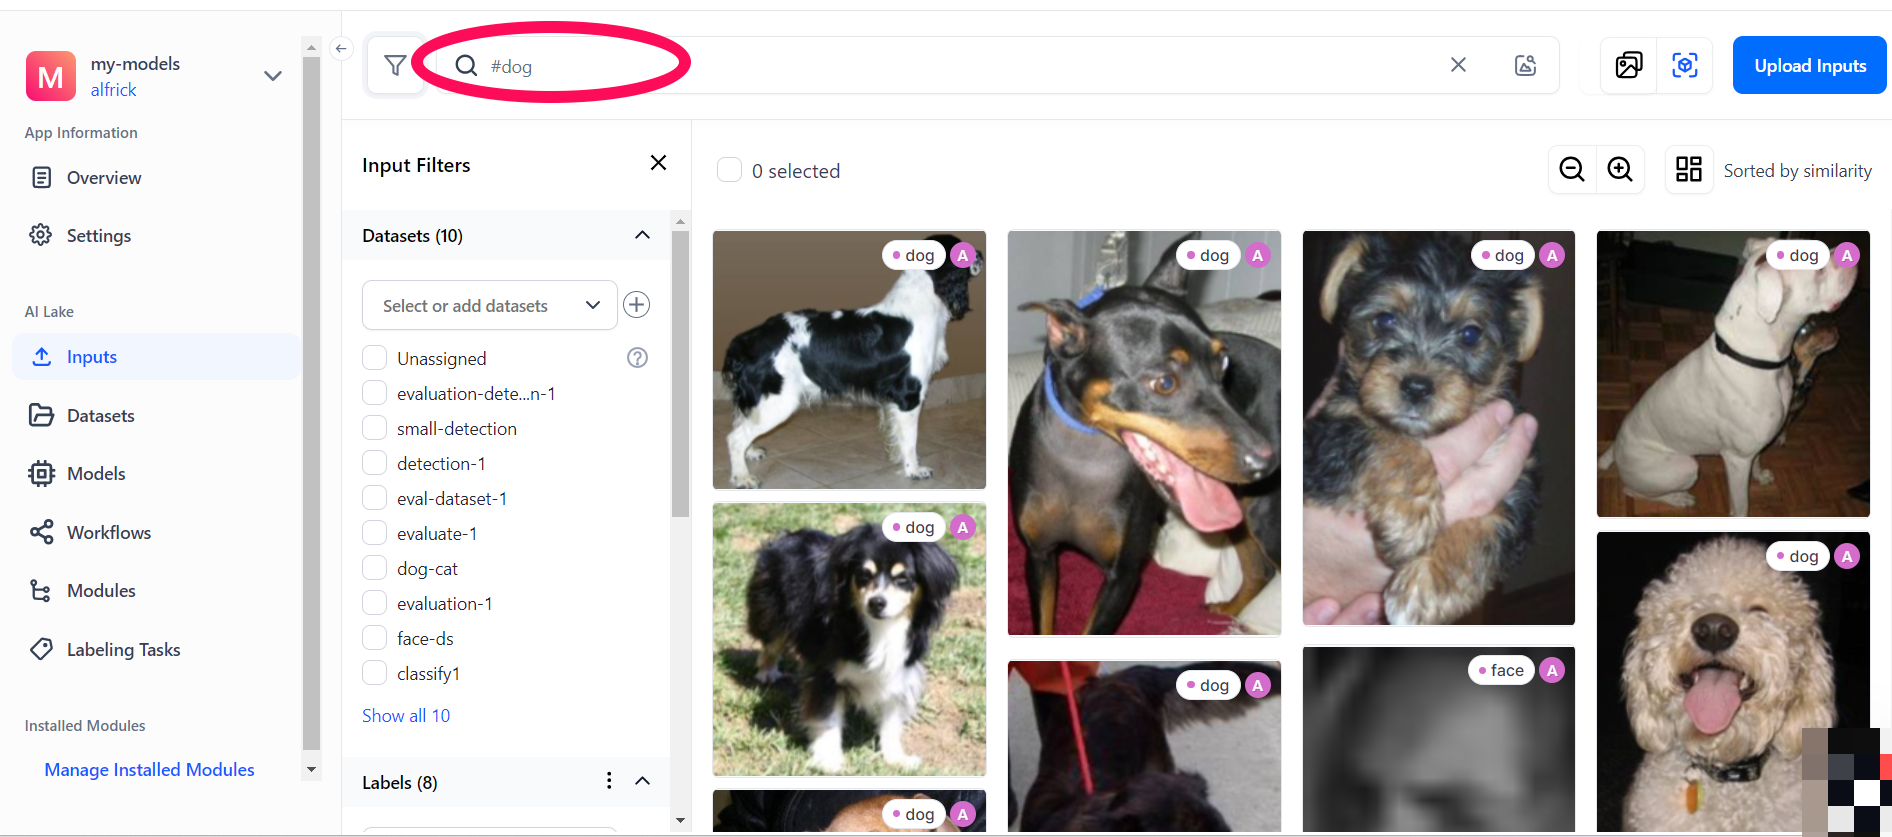 M
my-models
alfrick
App Information
Overview
Settings
AI Lake
Inputs
Datasets
Models
Workflows
Modules
Labeling Tasks
Installed Modules
Manage Installed Modules
#dog
Upload Inputs
Input Filters
Datasets (10)
Select or add datasets
Unassigned
evaluation-dete...n-1
small-detection
detection-1
eval-dataset-1
evaluate-1
dog-cat
evaluation-1
face-ds
classify1
Show all 10
Labels (8)
0 selected
Sorted by similarity
dog A
dog A
dog A
dog A
dog A
dog A
dog A
face A
dog A